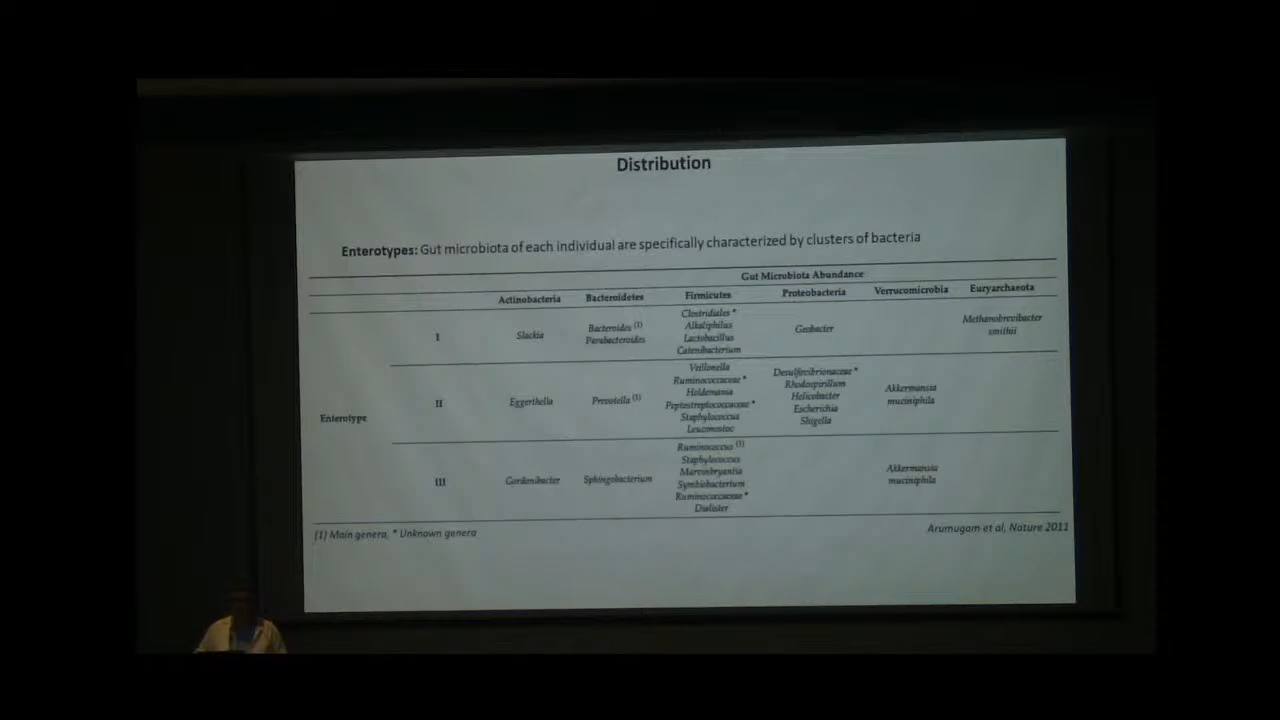 Distribution
Enterotypes: Gut microbiota of each individual are specifically characterized by clusters of bacteria
Gut Microbiota Abundance
Actinobacteria Bacteroidetes Firmicutes Proteobacteria Verrucomicrobia Euryarchaeota
Enterotype
I
Slackia
Bacteroides (1)
Parabacteroides
Clostridiales *
Alkaliphilus
Lactobacillus
Catenibacterium
Geobacter
Methanobrevibacter
smithii
II
Eggerthella
Prevotella (1)
Veillonella
Ruminococcaceae *
Holdemania
Peptostreptococcaceae *
Staphylococcus
Leuconostoc
Desulfovibrionaceae *
Rhodospirillum
Helicobacter
Escherichia
Shigella
Akkermansia
muciniphila
III
Gordonibacter
Sphingobacterium
Ruminococcus (1)
Staphylococcus
Marvinbryantia
Symbiobacterium
Ruminococcaceae *
Dialister
Akkermansia
muciniphila
(1) Main genera, * Unknown genera
Arumugam et al, Nature 2011